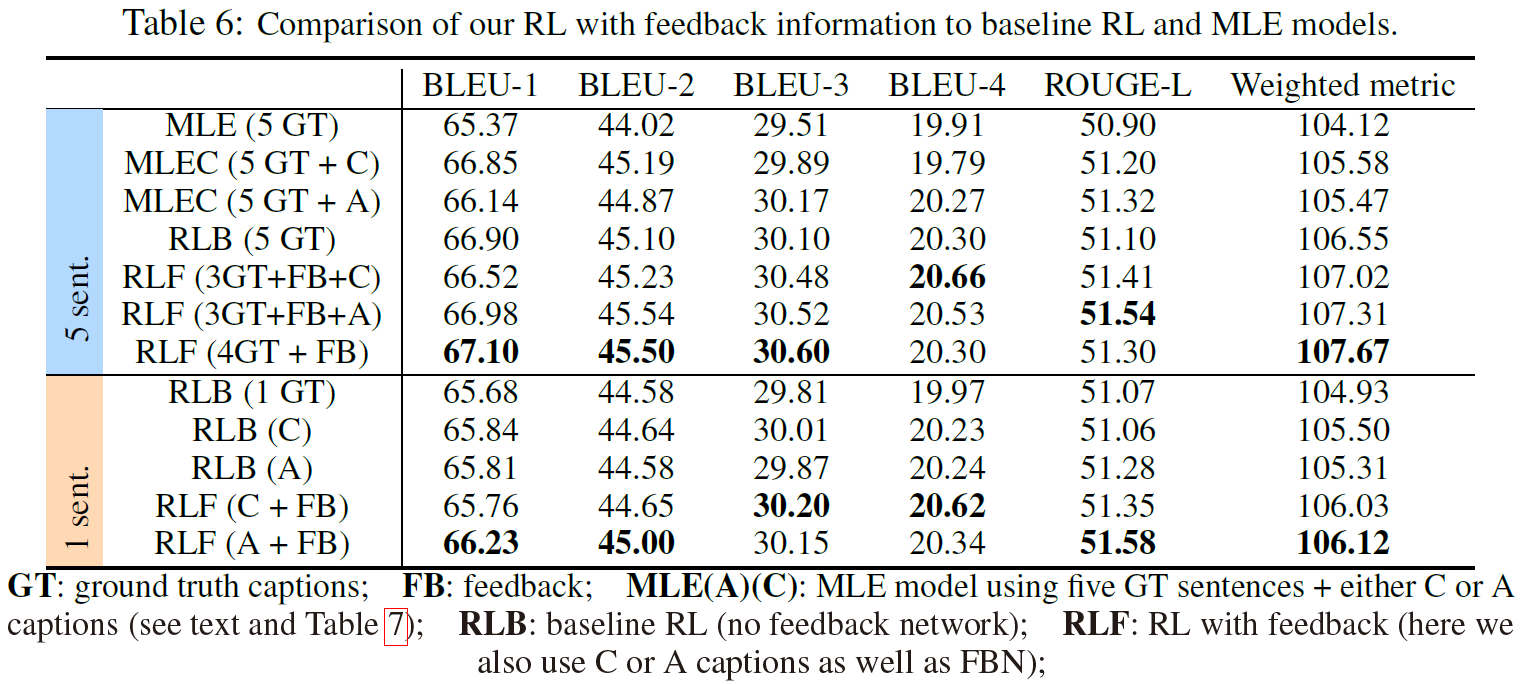 Table 6: Comparison of our RL with feedback information to baseline RL and MLE models.
BLEU-1 BLEU-2 BLEU-3 BLEU-4 ROUGE-L Weighted metric
5 sent.
MLE (5 GT) 65.37 44.02 29.51 19.91 50.90 104.12
MLEC (5 GT + C) 66.85 45.19 29.89 19.79 51.20 105.58
MLEC (5 GT + A) 66.14 44.87 30.17 20.27 51.32 105.47
RLB (5 GT) 66.90 45.10 30.10 20.30 51.10 106.55
RLF (3GT+FB+C) 66.52 45.23 30.48 20.66 51.41 107.02
RLF (3GT+FB+A) 66.98 45.54 30.52 20.53 51.54 107.31
RLF (4GT + FB) 67.10 45.50 30.60 20.30 51.30 107.67
1 sent.
RLB (1 GT) 65.68 44.58 29.81 19.97 51.07 104.93
RLB (C) 65.84 44.64 30.01 20.23 51.06 105.50
RLB (A) 65.81 44.58 29.87 20.24 51.28 105.31
RLF (C + FB) 65.76 44.65 30.20 20.62 51.35 106.03
RLF (A + FB) 66.23 45.00 30.15 20.34 51.58 106.12
GT: ground truth captions; FB: feedback; MLE(A)(C): MLE model using five GT sentences + either C or A
captions (see text and Table 7); RLB: baseline RL (no feedback network); RLF: RL with feedback (here we
also use C or A captions as well as FBN);